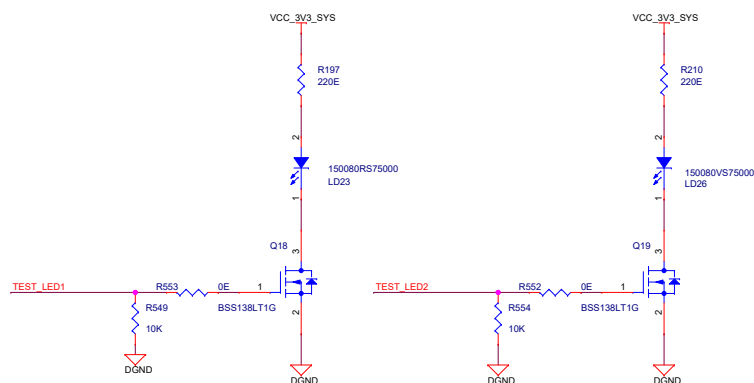 VCC_3V3_SYS
VCC_3V3_SYS
R197
220E
R210
220E
2
2
150080RS75000
LD23
150080VS75000
LD26
1
1
Q18
3
Q19
3
TEST_LED1
R553
0E
1
TEST_LED2
R552
0E
1
R549
BSS138LT1G
2
R554
BSS138LT1G
2
10K
10K
DGND
DGND
DGND
DGND